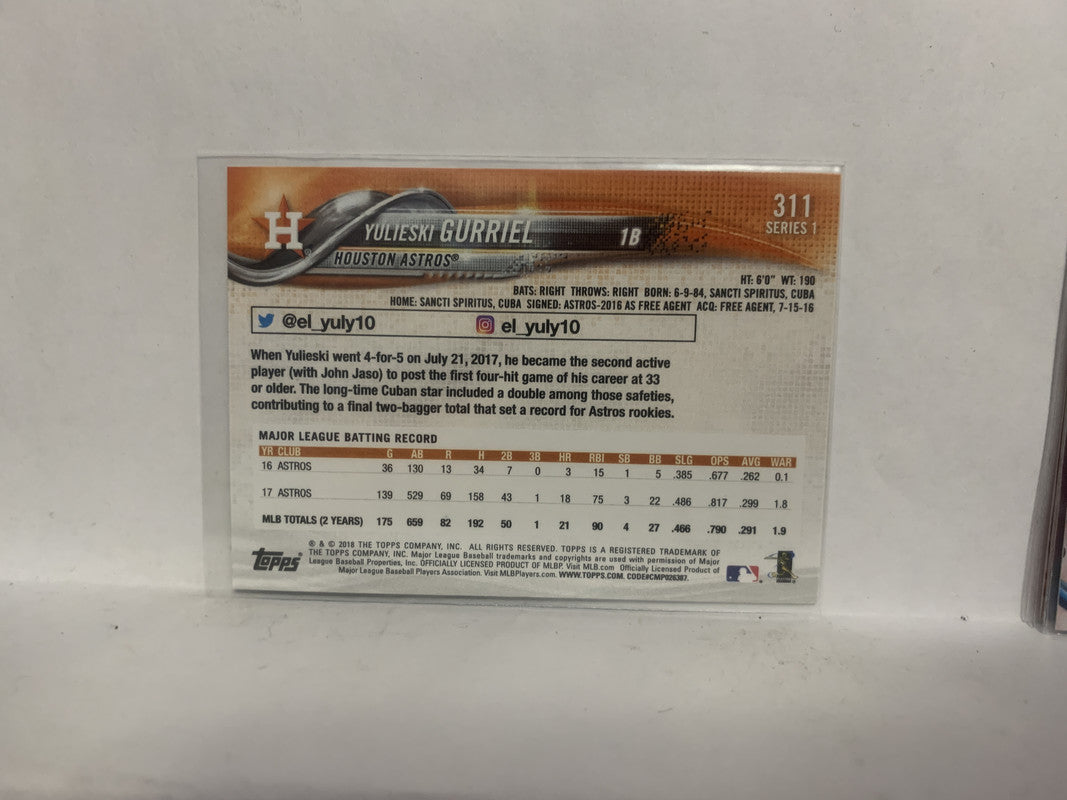 H
YULIESKI GURRIEL 1B
HOUSTON ASTROS®
311
SERIES 1
HT: 6'0" WT: 190
BATS: RIGHT THROWS: RIGHT BORN: 6-9-84, SANCTI SPIRITUS, CUBA
HOME: SANCTI SPIRITUS, CUBA SIGNED: ASTROS-2016 AS FREE AGENT ACQ: FREE AGENT, 7-15-16
@el_yuly10 el_yuly10
When Yulieski went 4-for-5 on July 21, 2017, he became the second active
player (with John Jaso) to post the first four-hit game of his career at 33
or older. The long-time Cuban star included a double among those safeties,
contributing to a final two-bagger total that set a record for Astros rookies.
MAJOR LEAGUE BATTING RECORD
YR CLUB G AB R H 2B 3B HR RBI SB BB SLG OPS AVG WAR
16 ASTROS 36 130 13 34 7 0 3 15 1 5 .385 .677 .262 0.1
17 ASTROS 139 529 69 158 43 1 18 75 3 22 .486 .817 .299 1.8
MLB TOTALS (2 YEARS) 175 659 82 192 50 1 21 90 4 27 .466 .790 .291 1.9
Topps
® & © 2018 THE TOPPS COMPANY, INC. ALL RIGHTS RESERVED. TOPPS IS A REGISTERED TRADEMARK OF
THE TOPPS COMPANY, INC. Major League Baseball trademarks and copyrights are used with permission of Major
League Baseball Properties, Inc. OFFICIALLY LICENSED PRODUCT OF MLBP. Visit MLB.com Officially Licensed Product of
Major League Baseball Players Association. Visit MLBPlayers.com. WWW.TOPPS.COM. CODE#CMP026387.